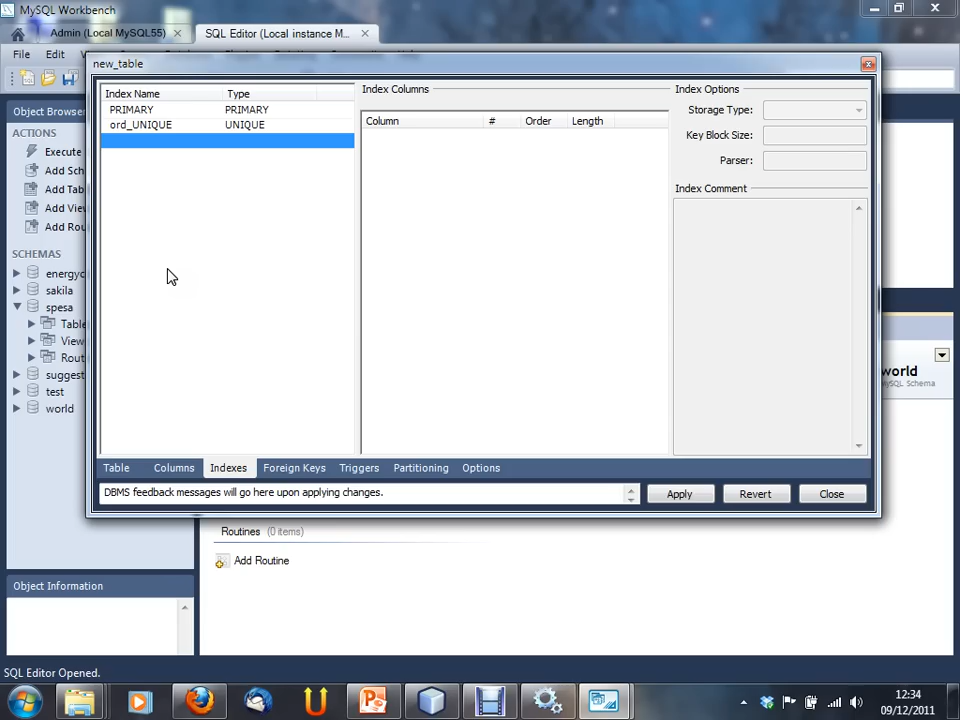 MySQL Workbench
Admin (Local MySQL55)
SQL Editor (Local instance M...
File Edit
new_table
Object Browser
ACTIONS
Execute
Add Sch
Add Tab
Add View
Add Rou
SCHEMAS
energyc
sakila
spesa
Table
View
Rout
suggest
test
world
Index Name Type
PRIMARY PRIMARY
ord_UNIQUE UNIQUE
Index Columns
Column # Order Length
Index Options
Storage Type:
Key Block Size:
Parser:
Index Comment
Table Columns Indexes Foreign Keys Triggers Partitioning Options
DBMS feedback messages will go here upon applying changes.
Apply Revert Close
world
MySQL Schema
Routines (0 items)
Add Routine
Object Information
SQL Editor Opened.
12:34
09/12/2011